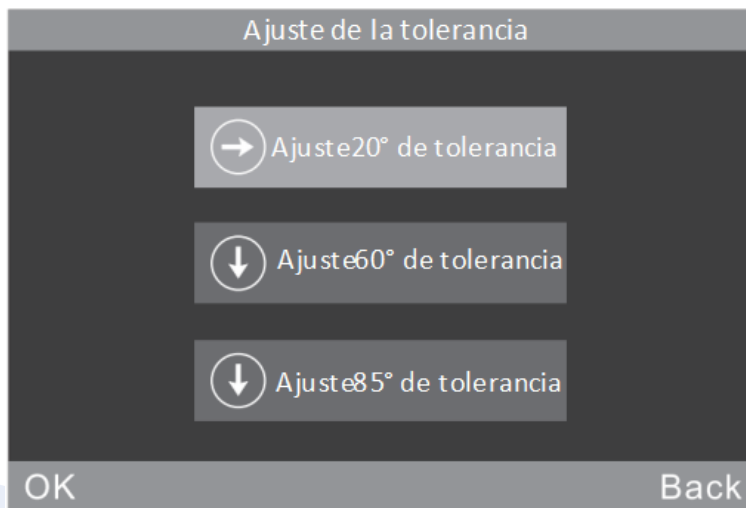 Ajuste de la tolerancia
Ajuste20° de tolerancia
Ajuste60° de tolerancia
Ajuste85° de tolerancia
OK Back